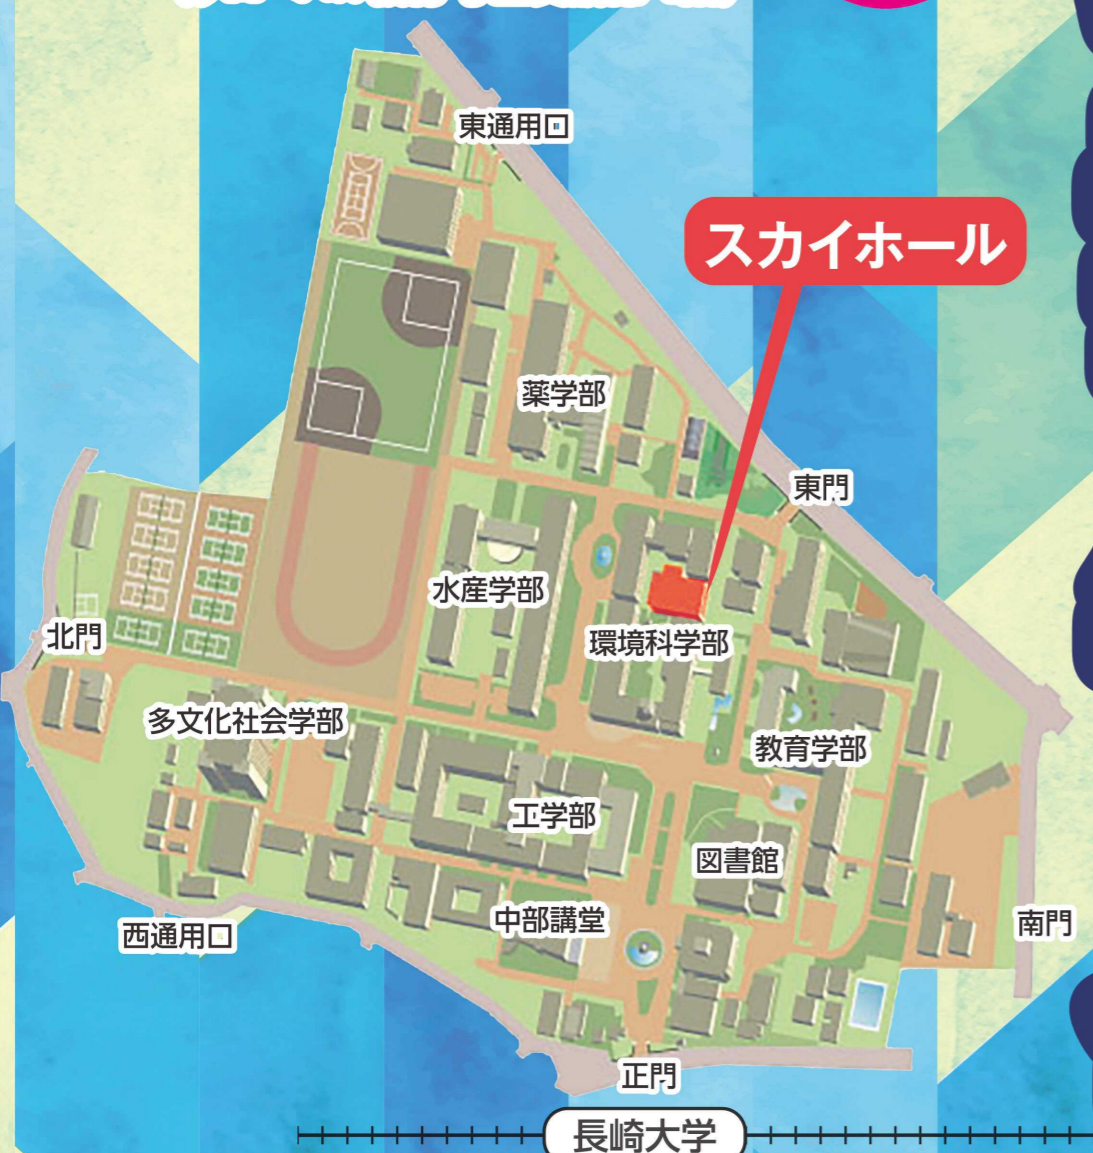 東通用口
スカイホール
薬学部
東門
水産学部
環境科学部
北門
多文化社会学部
教育学部
工学部
図書館
中部講堂
南門
西通用口
正門
長崎大学